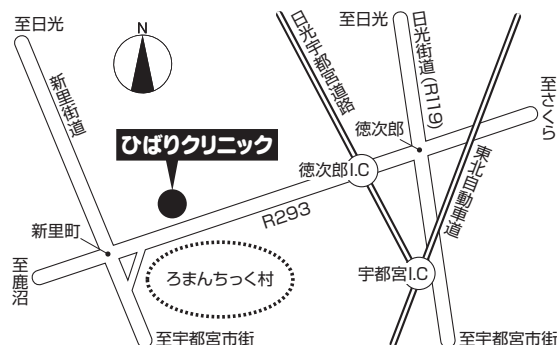 至日光
N
新里街道
日光宇都宮道路
日光街道(R119)
至さくら
ひばりクリニック
徳次郎
徳次郎I.C
東北自動車道
R293
新里町
至鹿沼
ろまんちっく村
宇都宮I.C
至宇都宮市街
至宇都宮市街
至日光